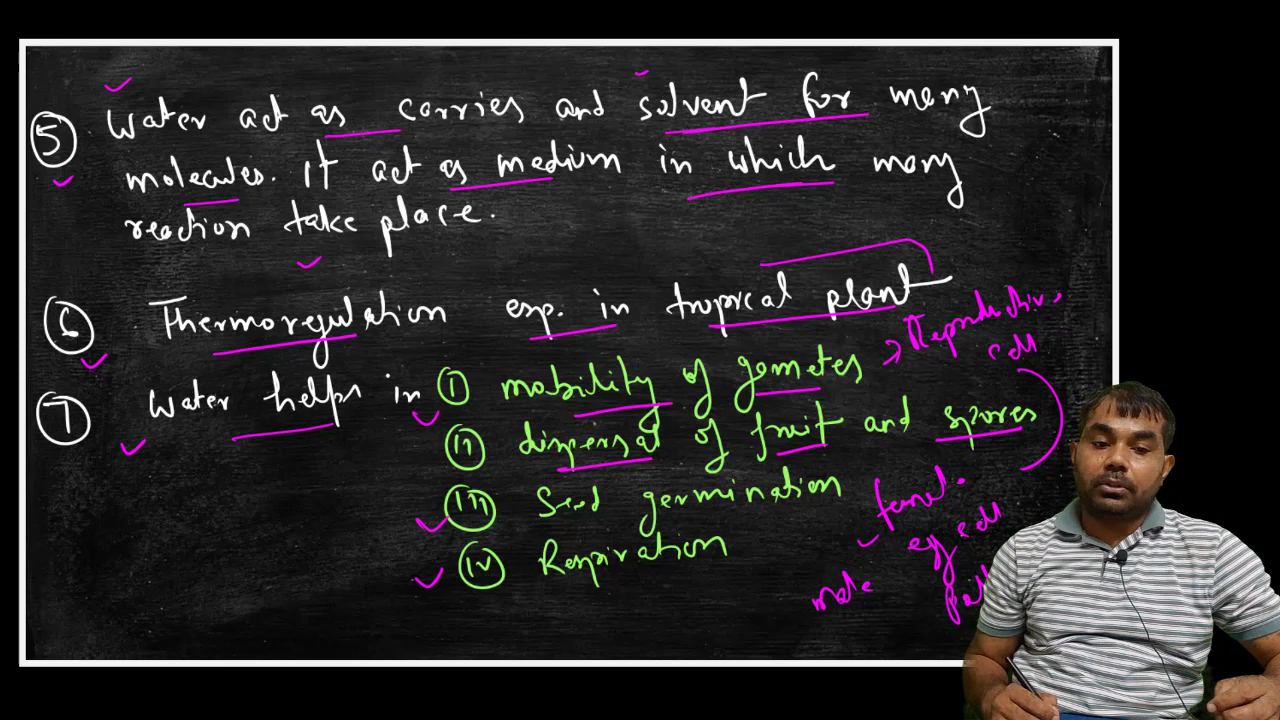 5 Water act as carries and solvent for many
molecules. It act as medium in which many
reaction take place.
6 Thermoregulation esp. in tropical plant
7 Water helps in (i) mobility of gametes → Reproductive cell
(ii) dispersal of fruit and spores
(iii) Seed germination
(iv) Respiration
female
egg cell
male